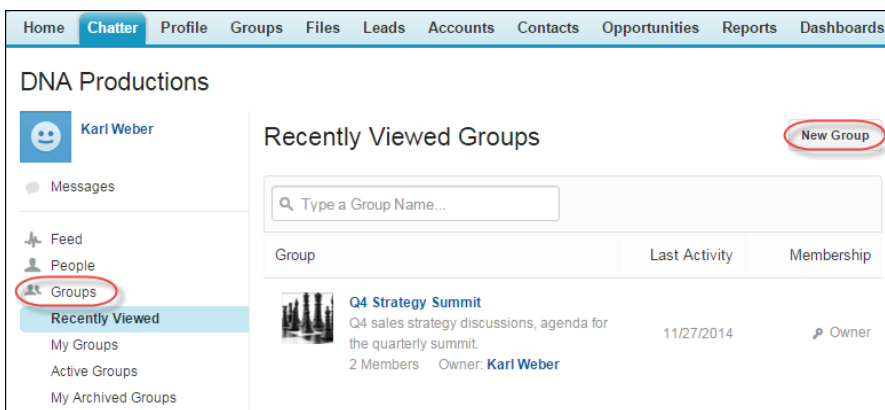 Home Chatter Profile Groups Files Leads Accounts Contacts Opportunities Reports Dashboards
DNA Productions
Karl Weber
Messages
Feed
People
Groups
Recently Viewed
My Groups
Active Groups
My Archived Groups
Recently Viewed Groups
New Group
Type a Group Name...
Group Last Activity Membership
Q4 Strategy Summit
Q4 sales strategy discussions, agenda for
the quarterly summit.
2 Members Owner: Karl Weber
11/27/2014
Owner